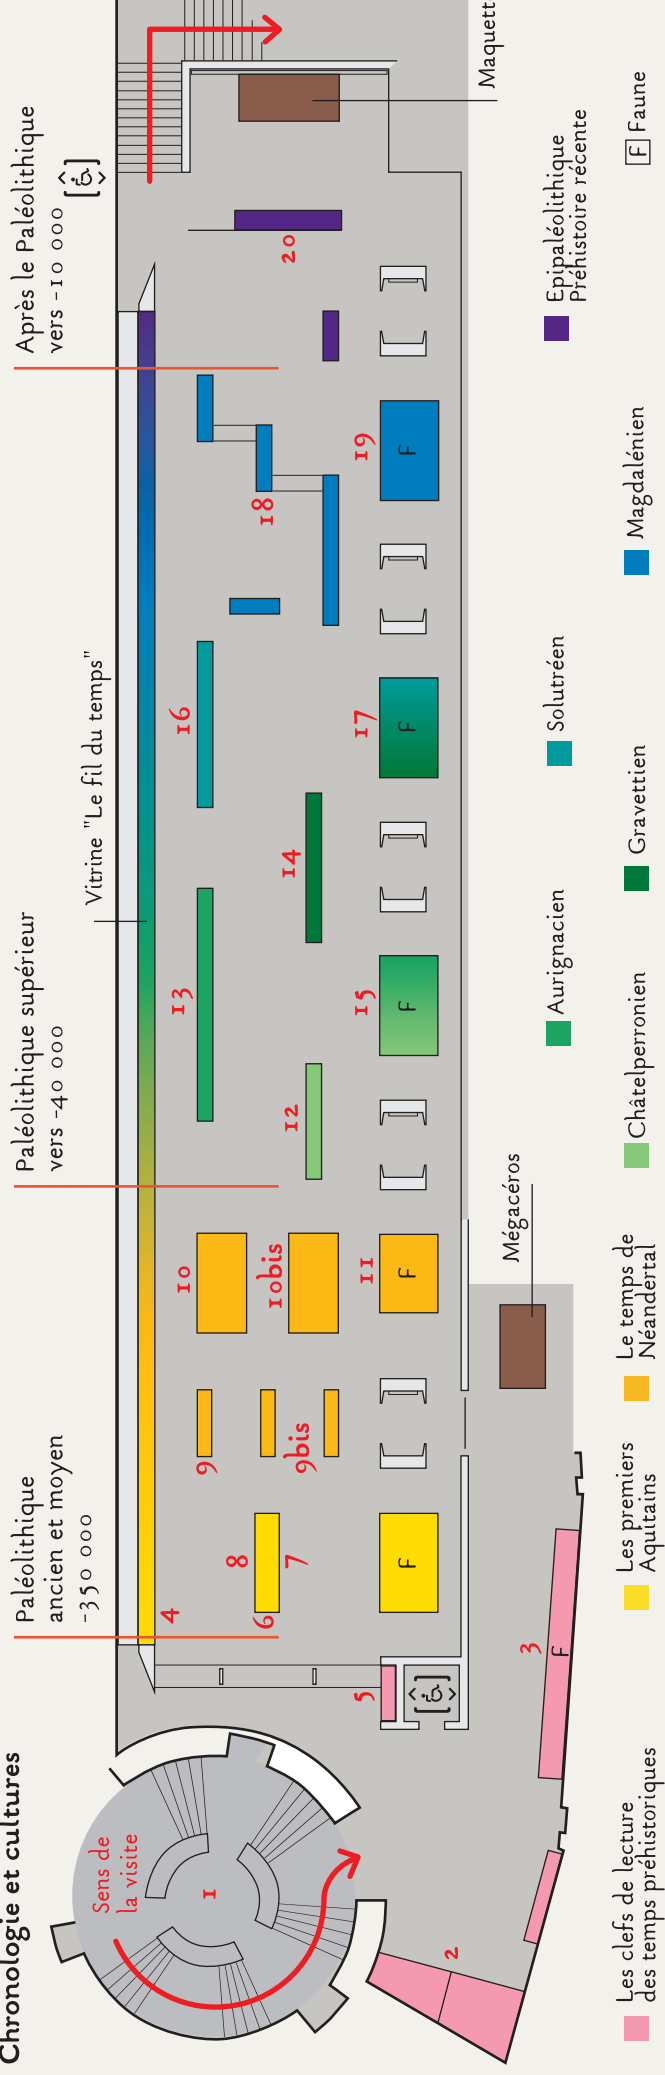 Chronologie et cultures
Paléolithique
ancien et moyen
-350 000
Paléolithique supérieur
vers -40 000
Après le Paléolithique
vers -10 000
Vitrine "Le fil du temps"
Sens de
la visite
1
2
3
F
4
5
6
7
8
F
9
9bis
10
10bis
11
F
12
13
14
15
F
16
17
F
18
19
F
20
Mégacéros
Maquett
Les clefs de lecture
des temps préhistoriques
Les premiers
Aquitains
Le temps de
Néandertal
Châtelperronien
Aurignacien
Gravettien
Solutréen
Magdalénien
Epipaléolithique
Préhistoire récente
F Faune